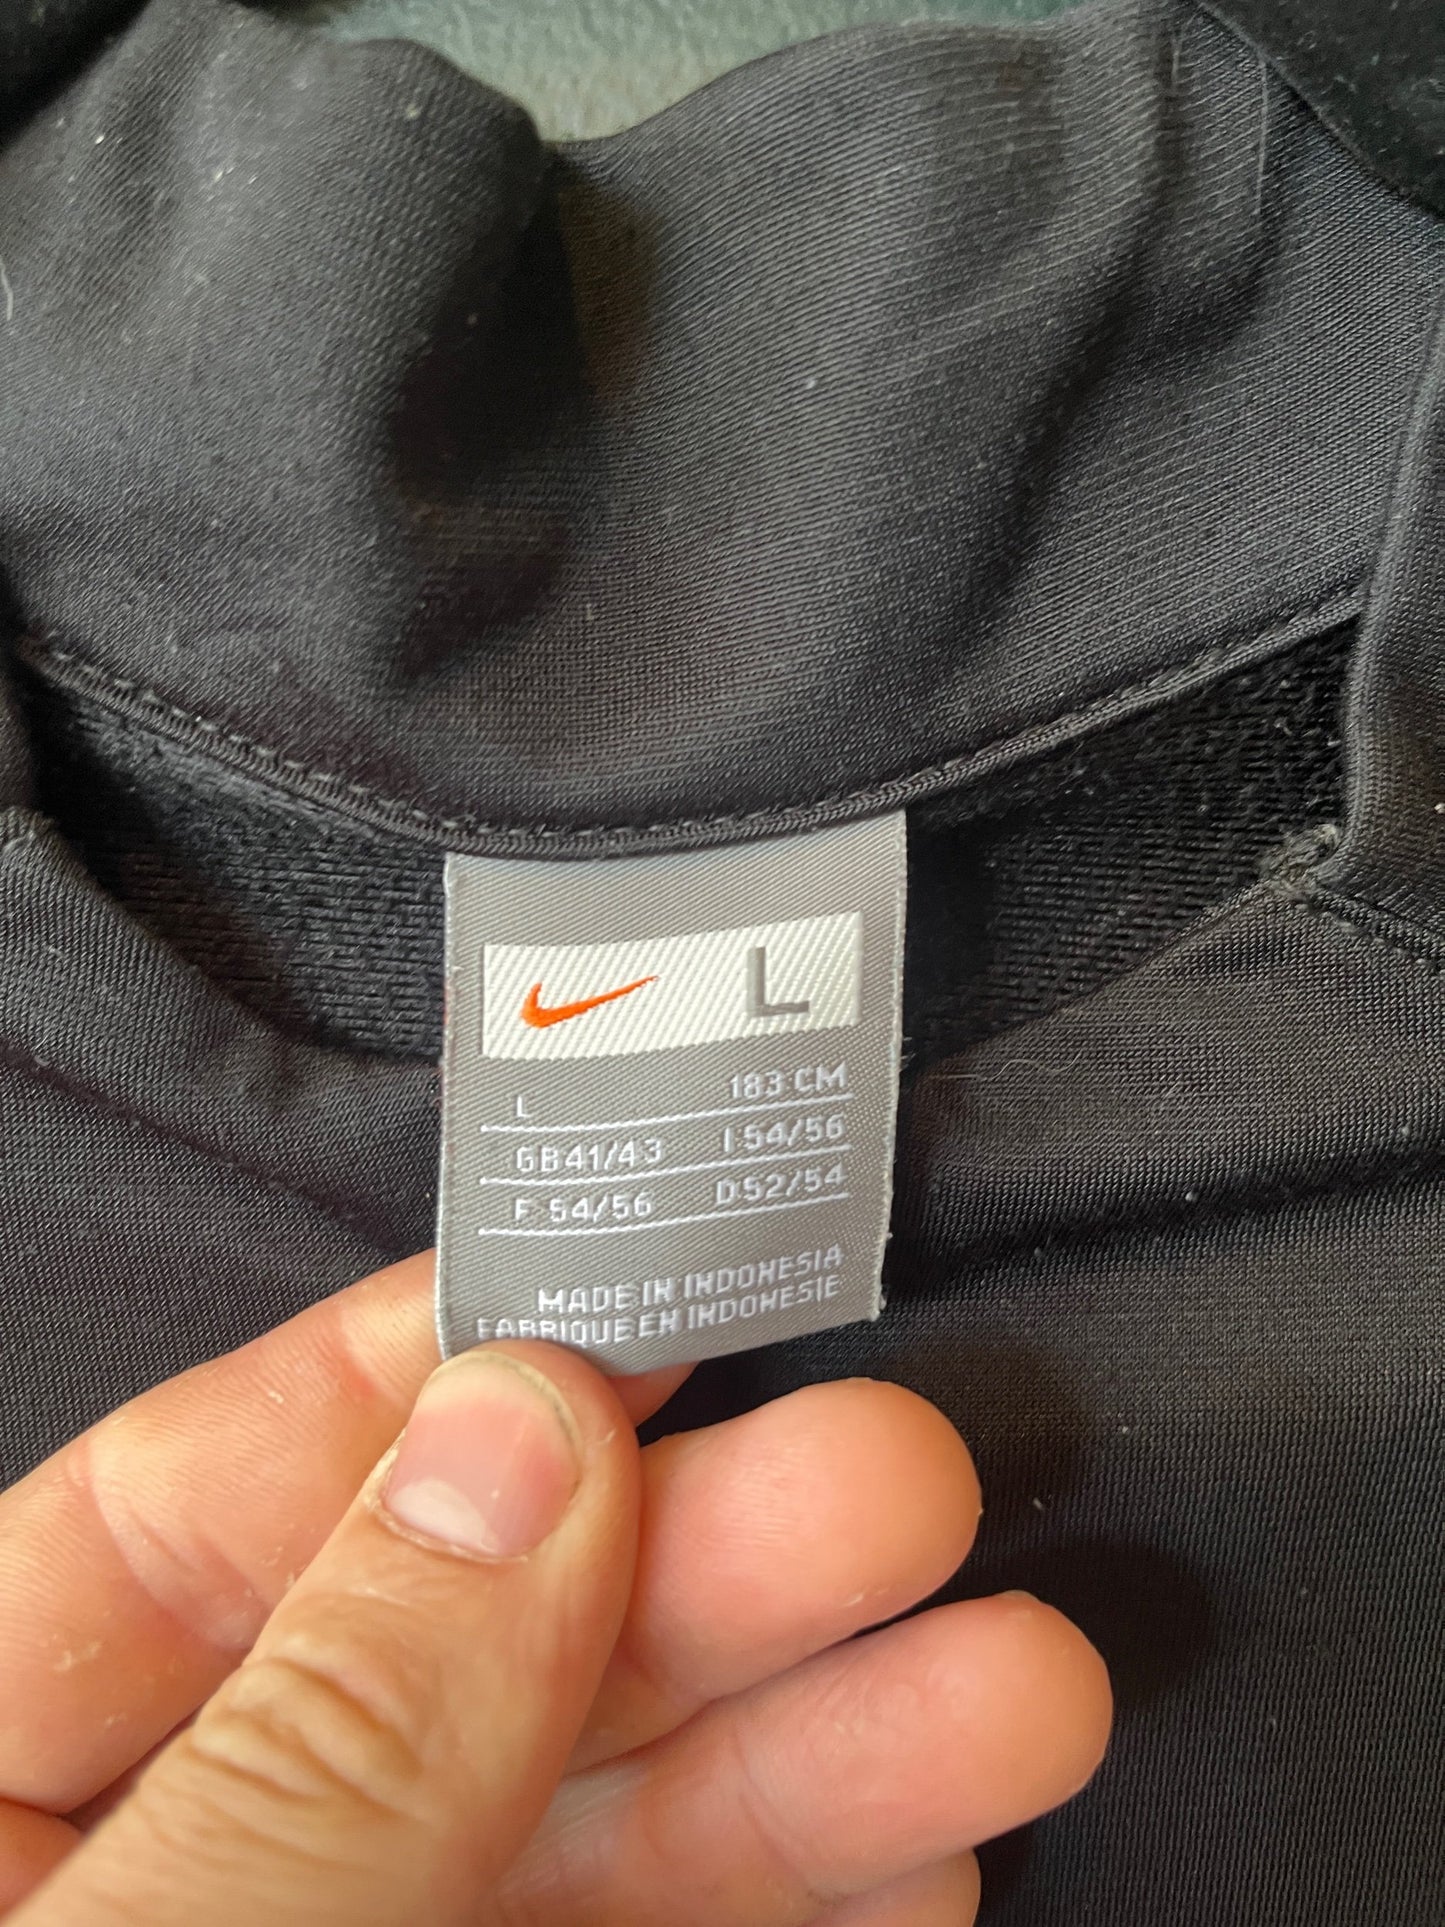 L
L 183 CM
GB 41/43 I 54/56
F 54/56 D 52/54
MADE IN INDONESIA
FABRIQUE EN INDONESIE